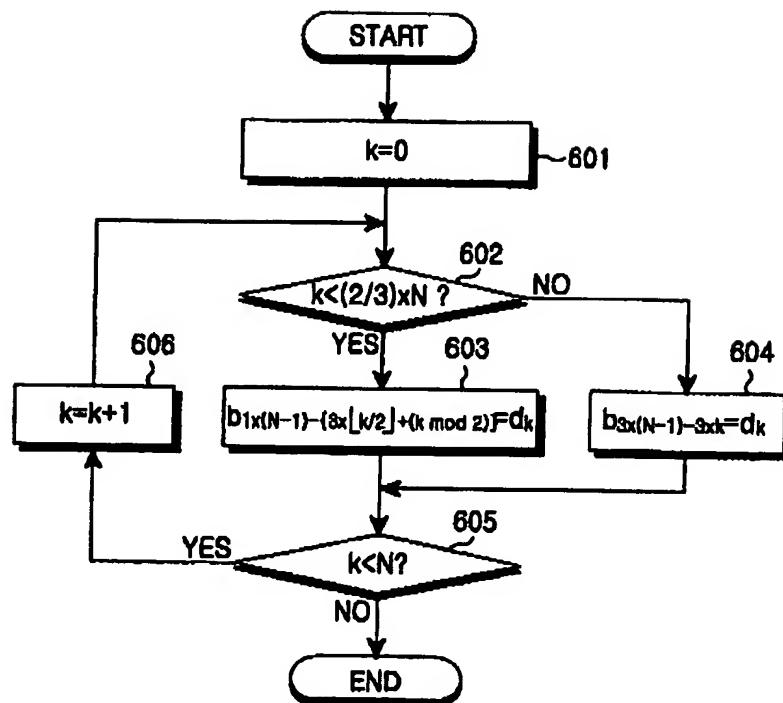 START
k=0
601
602
k<(2/3)xN ?
NO
YES
606
603
604
k=k+1
b1x(N-1)-{3x⌊k/2⌋+(k mod 2)}=dk
b3x(N-1)-3xk=dk
605
YES
k<N?
NO
END